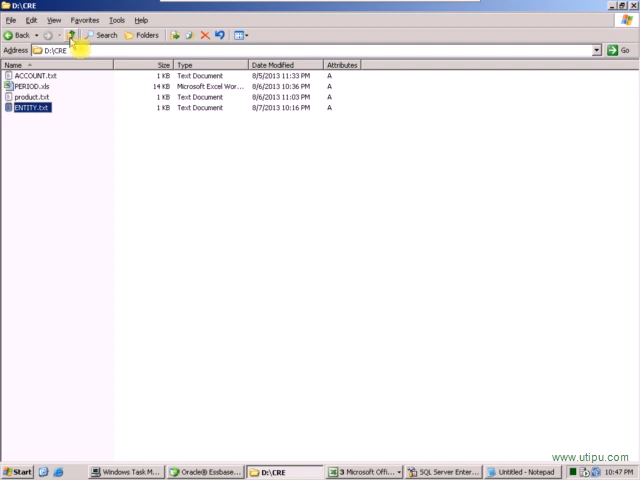 D:\CRE
File Edit View Favorites Tools Help
Back Search Folders
Address D:\CRE Go
Name Size Type Date Modified Attributes
ACCOUNT.txt 1 KB Text Document 8/5/2013 11:33 PM A
PERIOD.xls 14 KB Microsoft Excel Wor... 8/6/2013 10:36 PM A
product.txt 1 KB Text Document 8/6/2013 11:03 PM A
ENTITY.txt 1 KB Text Document 8/7/2013 10:16 PM A
www.utipu.com
Start Windows Task M... Oracle® Essbase... D:\CRE 3 Microsoft Offi... SQL Server Enter... Untitled - Notepad 10:47 PM